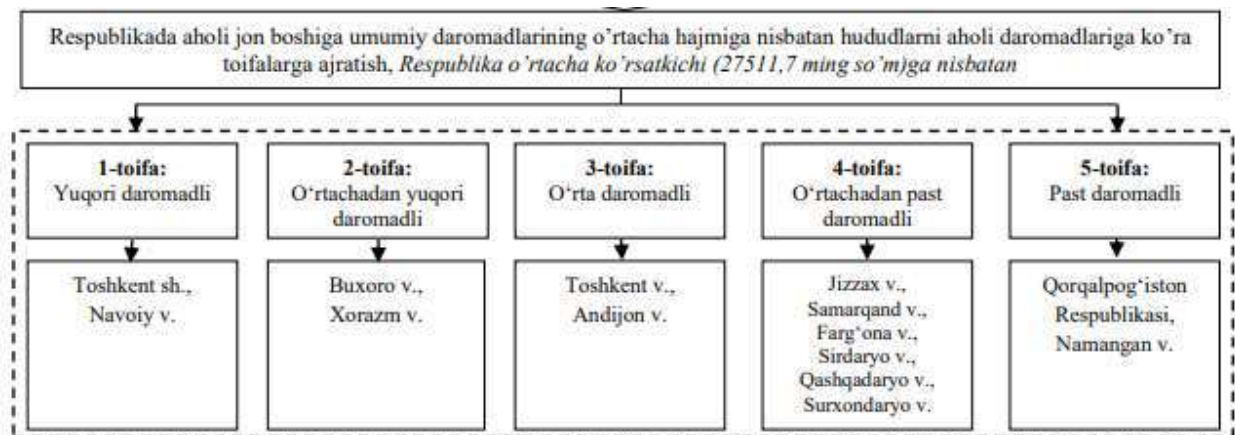 Respublikada aholi jon boshiga umumiy daromadlarining o’rtacha hajmiga nisbatan hududlarni aholi daromadlariga ko’ra
toifalarga ajratish, Respublika o’rtacha ko’rsatkichi (27511,7 ming so’m)ga nisbatan
1-toifa:
Yuqori daromadli
2-toifa:
O‘rtachadan yuqori
daromadli
3-toifa:
O‘rta daromadli
4-toifa:
O‘rtachadan past
daromadli
5-toifa:
Past daromadli
Toshkent sh.,
Navoiy v.
Buxoro v.,
Xorazm v.
Toshkent v.,
Andijon v.
Jizzax v.,
Samarqand v.,
Farg‘ona v.,
Sirdaryo v.,
Qashqadaryo v.,
Surxondaryo v.
Qorqalpog‘iston
Respublikasi,
Namangan v.